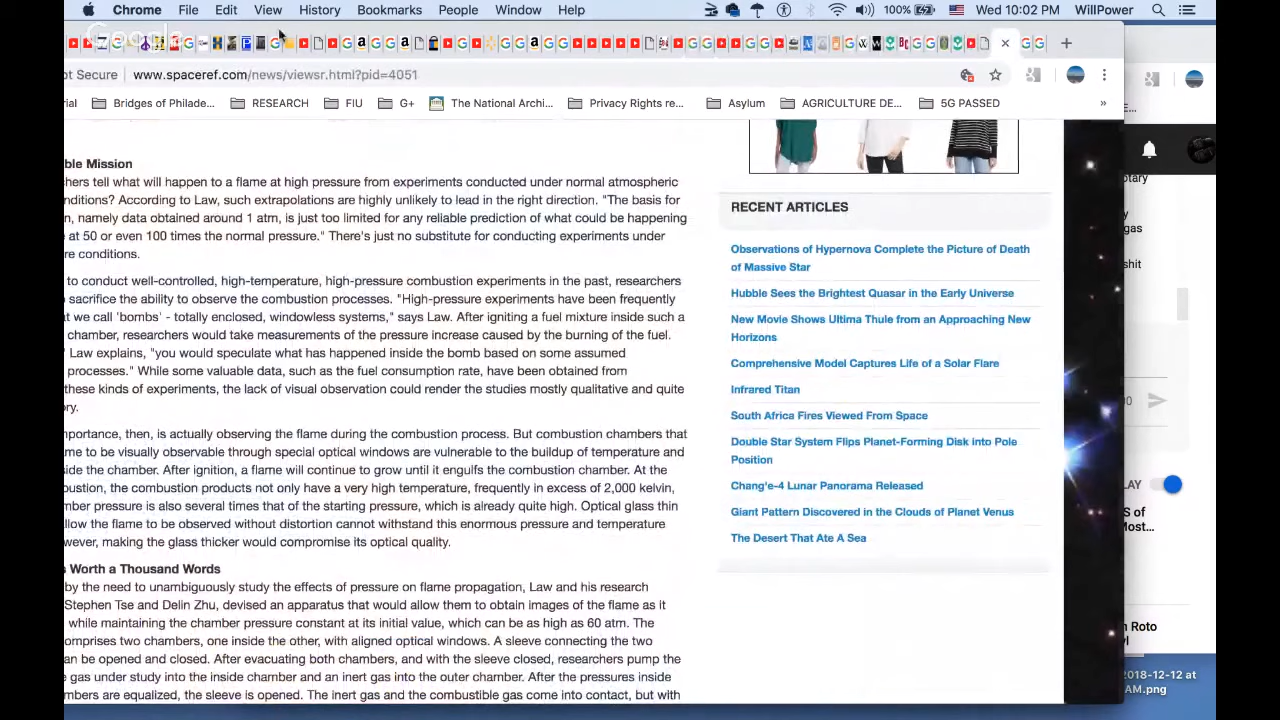 Chrome File Edit View History Bookmarks People Window Help 100% Wed 10:02 PM WillPower
Google
ot Secure www.spaceref.com/news/viewsr.html?pid=4051
rial Bridges of Philade... RESEARCH FIU G+ The National Archi... Privacy Rights re... Asylum AGRICULTURE DE... 5G PASSED »
ble Mission
hers tell what will happen to a flame at high pressure from experiments conducted under normal atmospheric
nditions? According to Law, such extrapolations are highly unlikely to lead in the right direction. "The basis for
n, namely data obtained around 1 atm, is just too limited for any reliable prediction of what could be happening
e at 50 or even 100 times the normal pressure." There's just no substitute for conducting experiments under
re conditions.
to conduct well-controlled, high-temperature, high-pressure combustion experiments in the past, researchers
sacrifice the ability to observe the combustion processes. "High-pressure experiments have been frequently
at we call 'bombs' - totally enclosed, windowless systems," says Law. After igniting a fuel mixture inside such a
chamber, researchers would take measurements of the pressure increase caused by the burning of the fuel.
" Law explains, "you would speculate what has happened inside the bomb based on some assumed
processes." While some valuable data, such as the fuel consumption rate, have been obtained from
these kinds of experiments, the lack of visual observation could render the studies mostly qualitative and quite
ory.
mportance, then, is actually observing the flame during the combustion process. But combustion chambers that
ame to be visually observable through special optical windows are vulnerable to the buildup of temperature and
side the chamber. After ignition, a flame will continue to grow until it engulfs the combustion chamber. At the
bustion, the combustion products not only have a very high temperature, frequently in excess of 2,000 kelvin,
mber pressure is also several times that of the starting pressure, which is already quite high. Optical glass thin
allow the flame to be observed without distortion cannot withstand this enormous pressure and temperature
wever, making the glass thicker would compromise its optical quality.
s Worth a Thousand Words
by the need to unambiguously study the effects of pressure on flame propagation, Law and his research
Stephen Tse and Delin Zhu, devised an apparatus that would allow them to obtain images of the flame as it
while maintaining the chamber pressure constant at its initial value, which can be as high as 60 atm. The
comprises two chambers, one inside the other, with aligned optical windows. A sleeve connecting the two
an be opened and closed. After evacuating both chambers, and with the sleeve closed, researchers pump the
e gas under study into the inside chamber and an inert gas into the outer chamber. After the pressures inside
mbers are equalized, the sleeve is opened. The inert gas and the combustible gas come into contact, but with
RECENT ARTICLES
Observations of Hypernova Complete the Picture of Death
of Massive Star
Hubble Sees the Brightest Quasar in the Early Universe
New Movie Shows Ultima Thule from an Approaching New
Horizons
Comprehensive Model Captures Life of a Solar Flare
Infrared Titan
South Africa Fires Viewed From Space
Double Star System Flips Planet-Forming Disk into Pole
Position
Chang'e-4 Lunar Panorama Released
Giant Pattern Discovered in the Clouds of Planet Venus
The Desert That Ate A Sea
E...
otary
y
gas
shit
00
LAY
S of
Most...
n Roto
yl
2018-12-12 at
AM.png